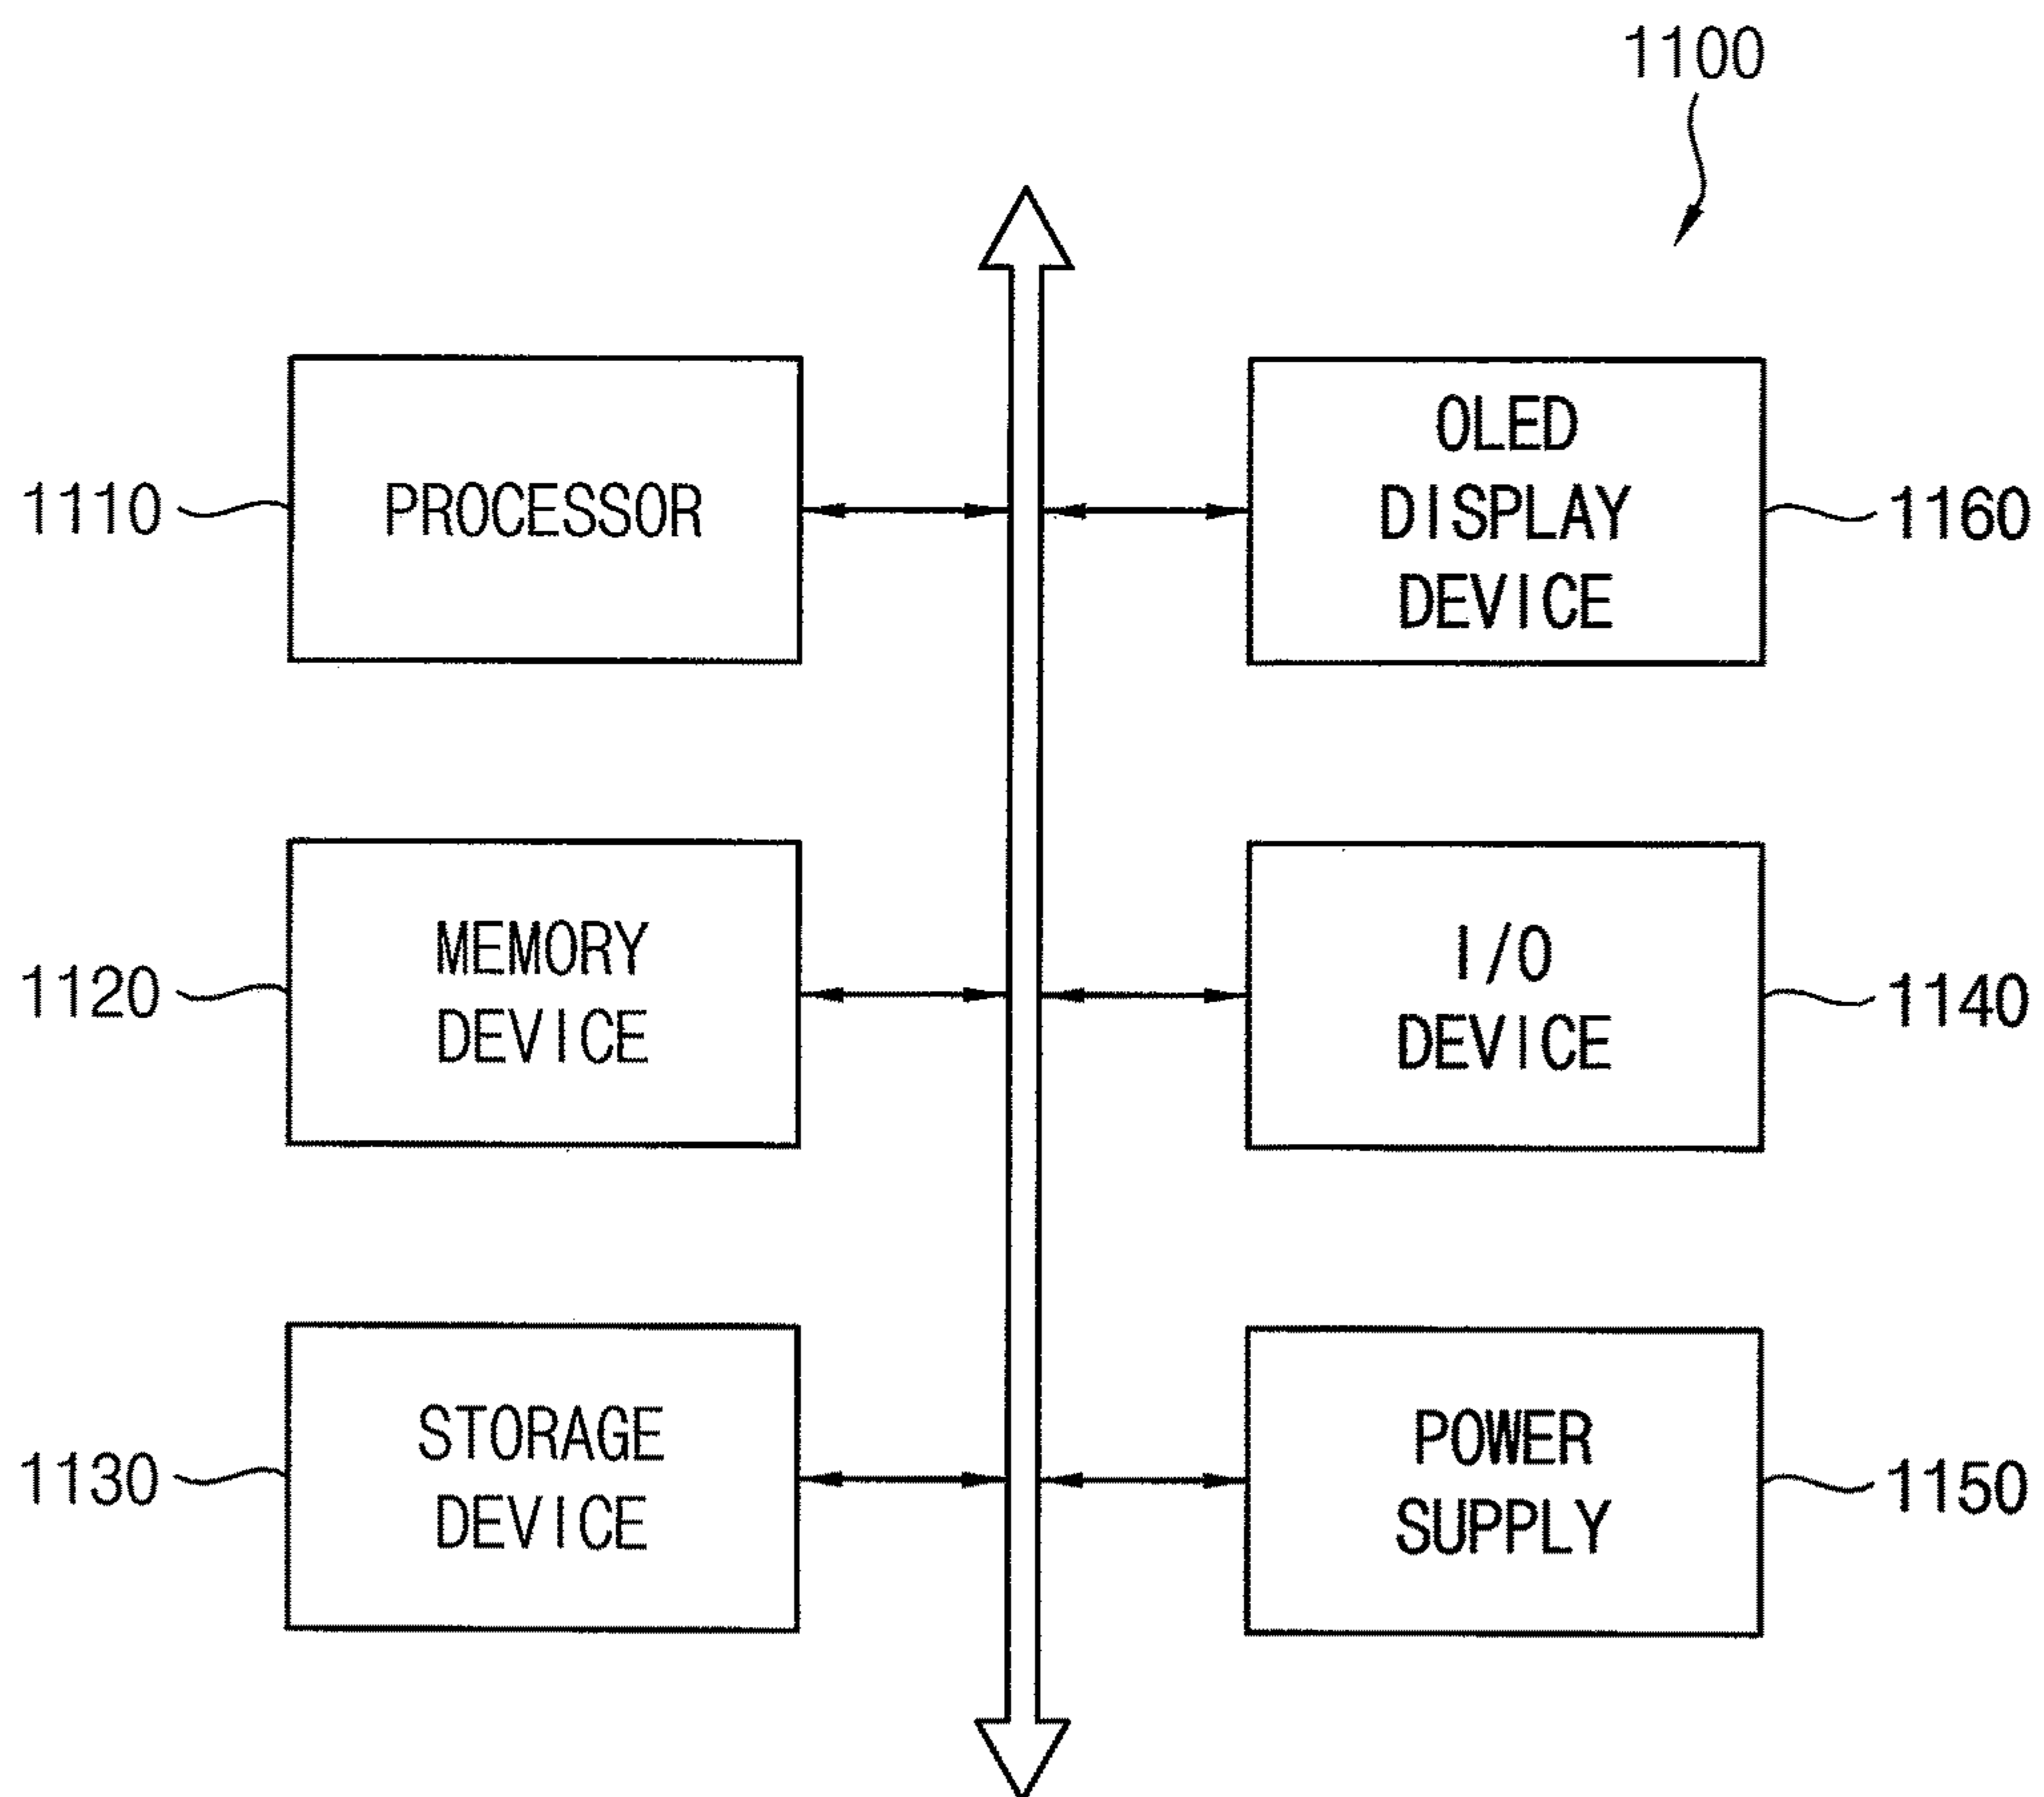 1100
1110
PROCESSOR
OLED
DISPLAY
DEVICE
1160
1120
MEMORY
DEVICE
I/O
DEVICE
1140
1130
STORAGE
DEVICE
POWER
SUPPLY
1150